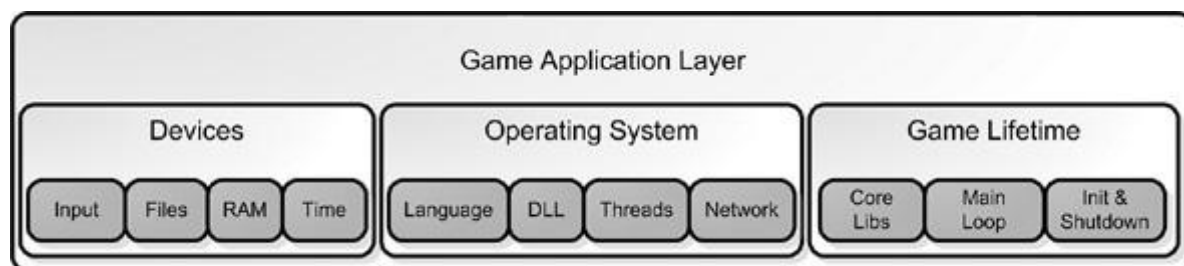 Game Application Layer
Devices
Operating System
Game Lifetime
Input
Files
RAM
Time
Language
DLL
Threads
Network
Core
Libs
Main
Loop
Init &
Shutdown